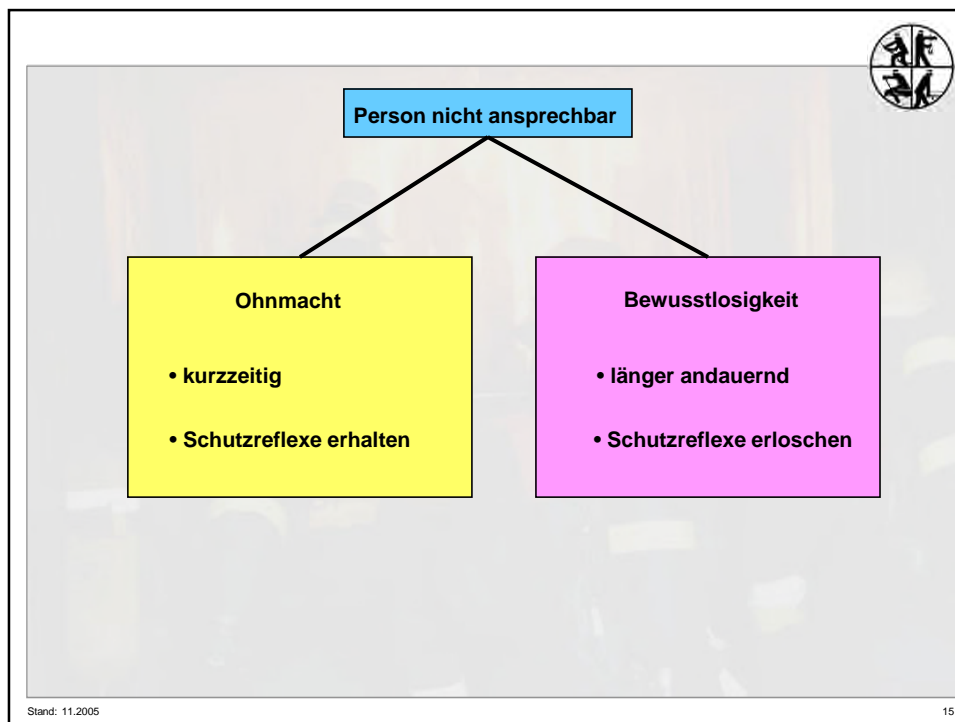 Person nicht ansprechbar
Ohnmacht
• kurzzeitig
• Schutzreflexe erhalten
Bewusstlosigkeit
• länger andauernd
• Schutzreflexe erloschen
Stand: 11.2005
15